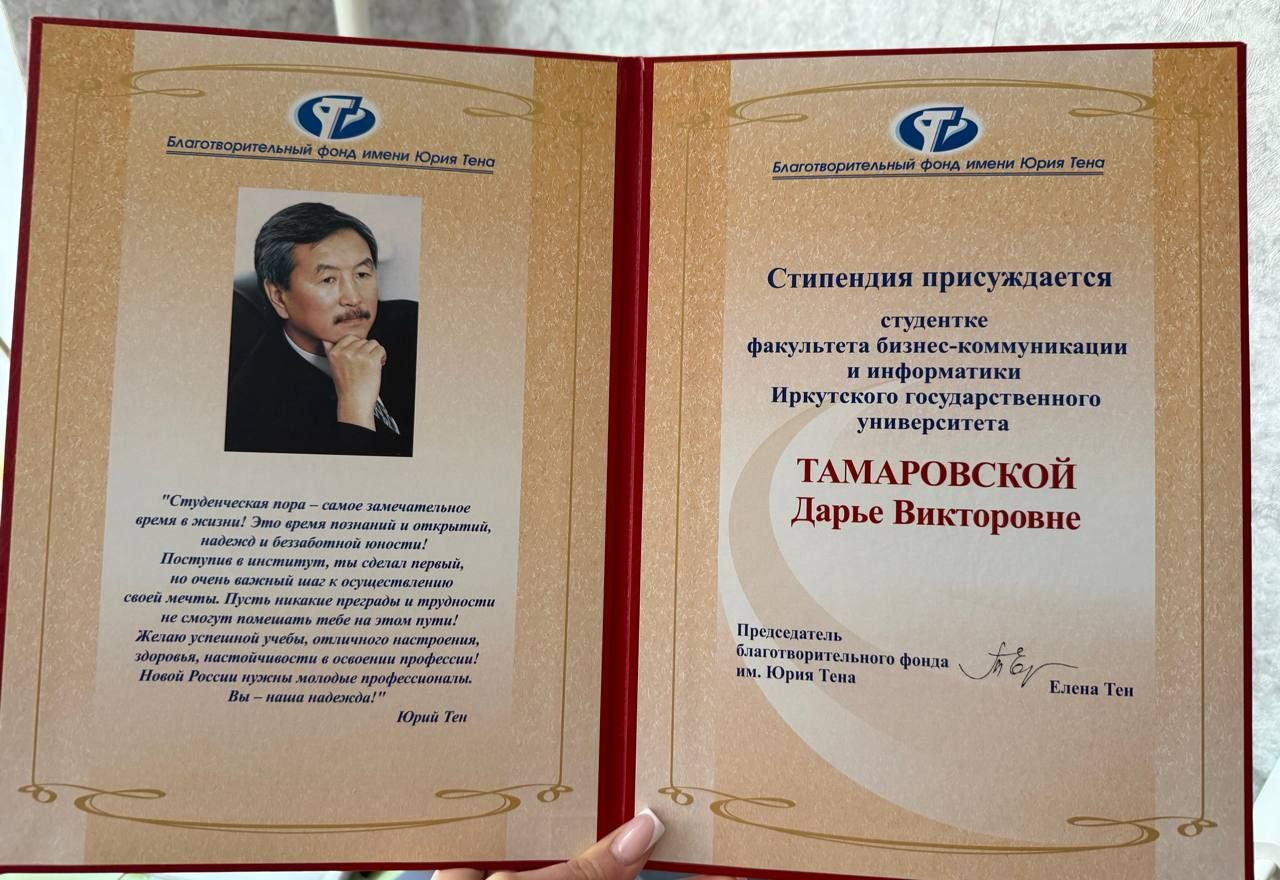 Благотворительный фонд имени Юрия Тена
"Студенческая пора – самое замечательное
время в жизни! Это время познаний и открытий,
надежд и беззаботной юности!
Поступив в институт, ты сделал первый,
но очень важный шаг к осуществлению
своей мечты. Пусть никакие преграды и трудности
не смогут помешать тебе на этом пути!
Желаю успешной учебы, отличного настроения,
здоровья, настойчивости в освоении профессии!
Новой России нужны молодые профессионалы.
Вы – наша надежда!"
Юрий Тен
Благотворительный фонд имени Юрия Тена
Стипендия присуждается
студентке
факультета бизнес-коммуникации
и информатики
Иркутского государственного
университета
ТАМАРОВСКОЙ
Дарье Викторовне
Председатель
благотворительного фонда
им. Юрия Тена
Елена Тен